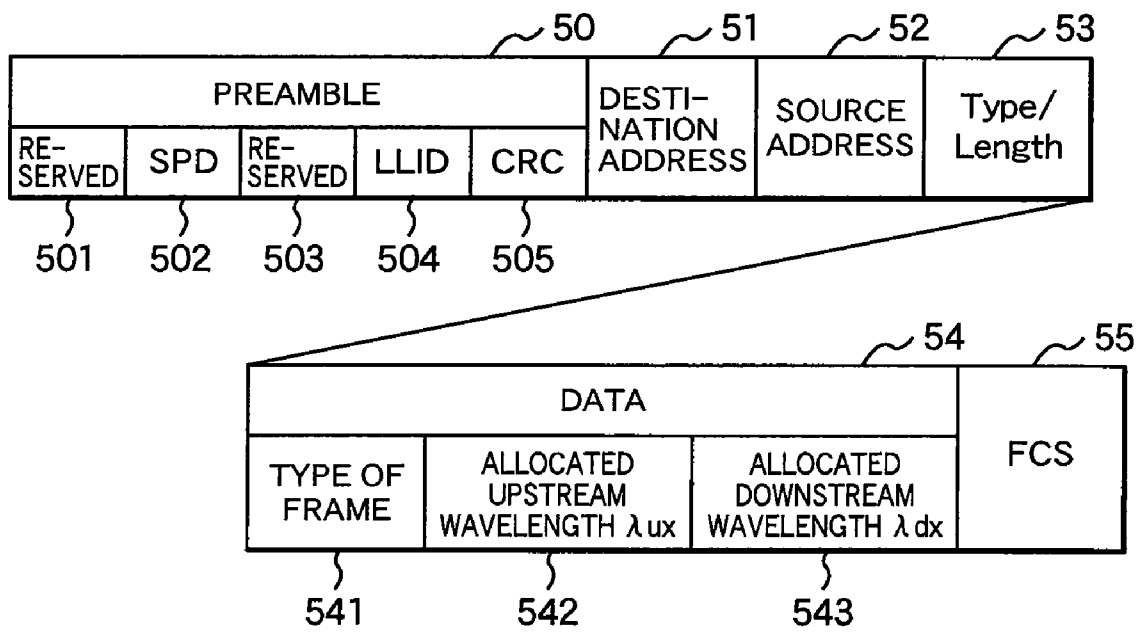 50
51
52
53
PREAMBLE
DESTI-
NATION
ADDRESS
SOURCE
ADDRESS
Type/
Length
RE-
SERVED
SPD
RE-
SERVED
LLID
CRC
501
502
503
504
505
54
55
DATA
FCS
TYPE OF
FRAME
ALLOCATED
UPSTREAM
WAVELENGTH λux
ALLOCATED
DOWNSTREAM
WAVELENGTH λdx
541
542
543